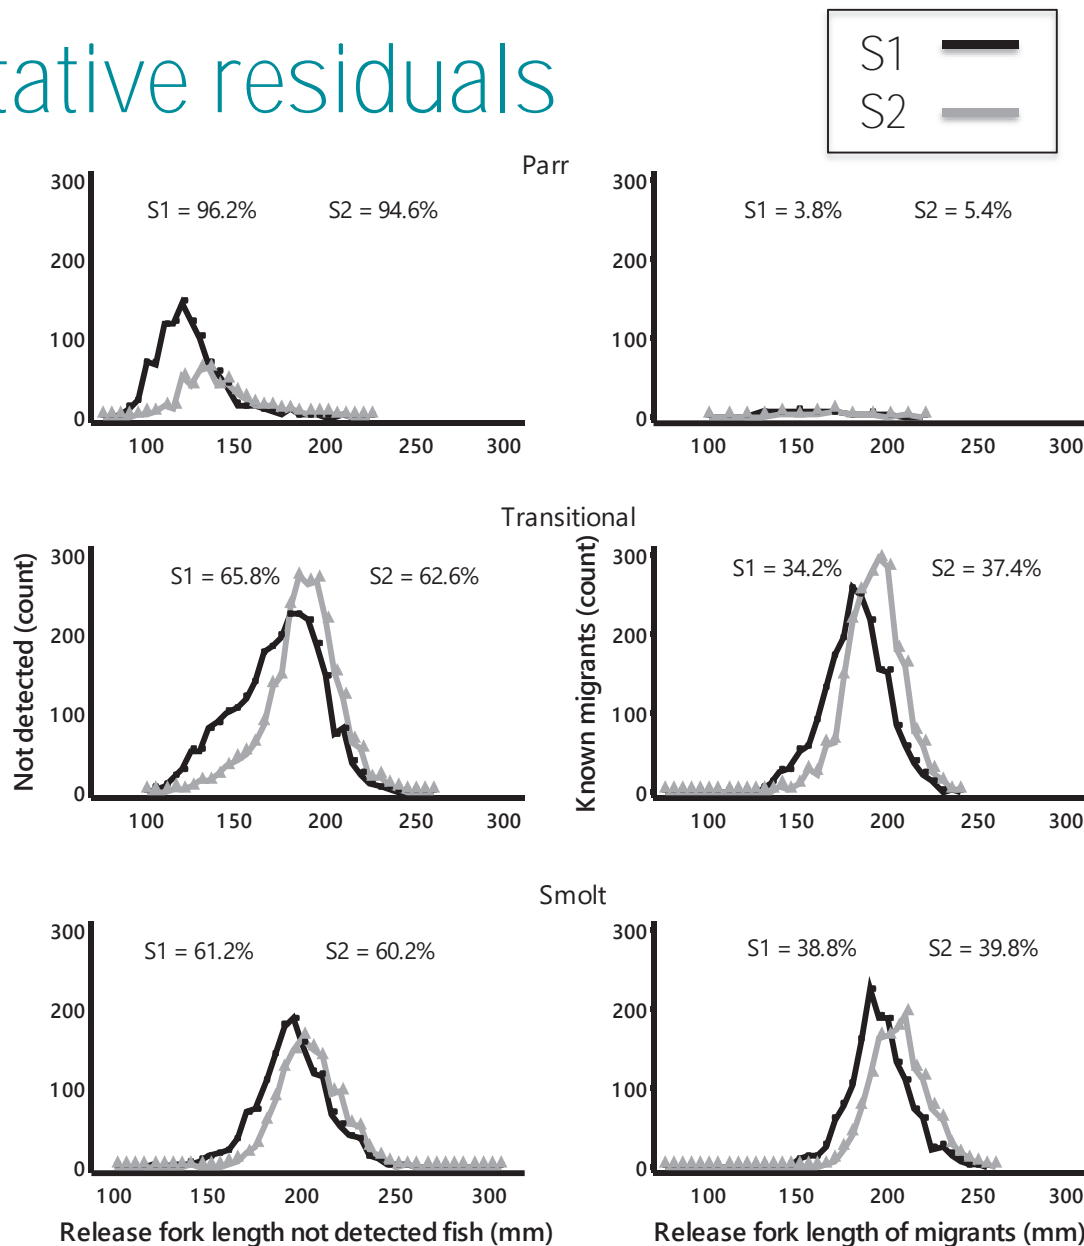 tative residuals
S1
S2
Parr
300
200
100
0
S1 = 96.2% S2 = 94.6%
100 150 200 250 300
300
200
100
0
S1 = 3.8% S2 = 5.4%
100 150 200 250 300
Transitional
Not detected (count)
300
200
100
0
S1 = 65.8% S2 = 62.6%
100 150 200 250 300
Known migrants (count)
300
200
100
0
S1 = 34.2% S2 = 37.4%
100 150 200 250 300
Smolt
300
200
100
0
S1 = 61.2% S2 = 60.2%
100 150 200 250 300
Release fork length not detected fish (mm)
300
200
100
0
S1 = 38.8% S2 = 39.8%
100 150 200 250 300
Release fork length of migrants (mm)